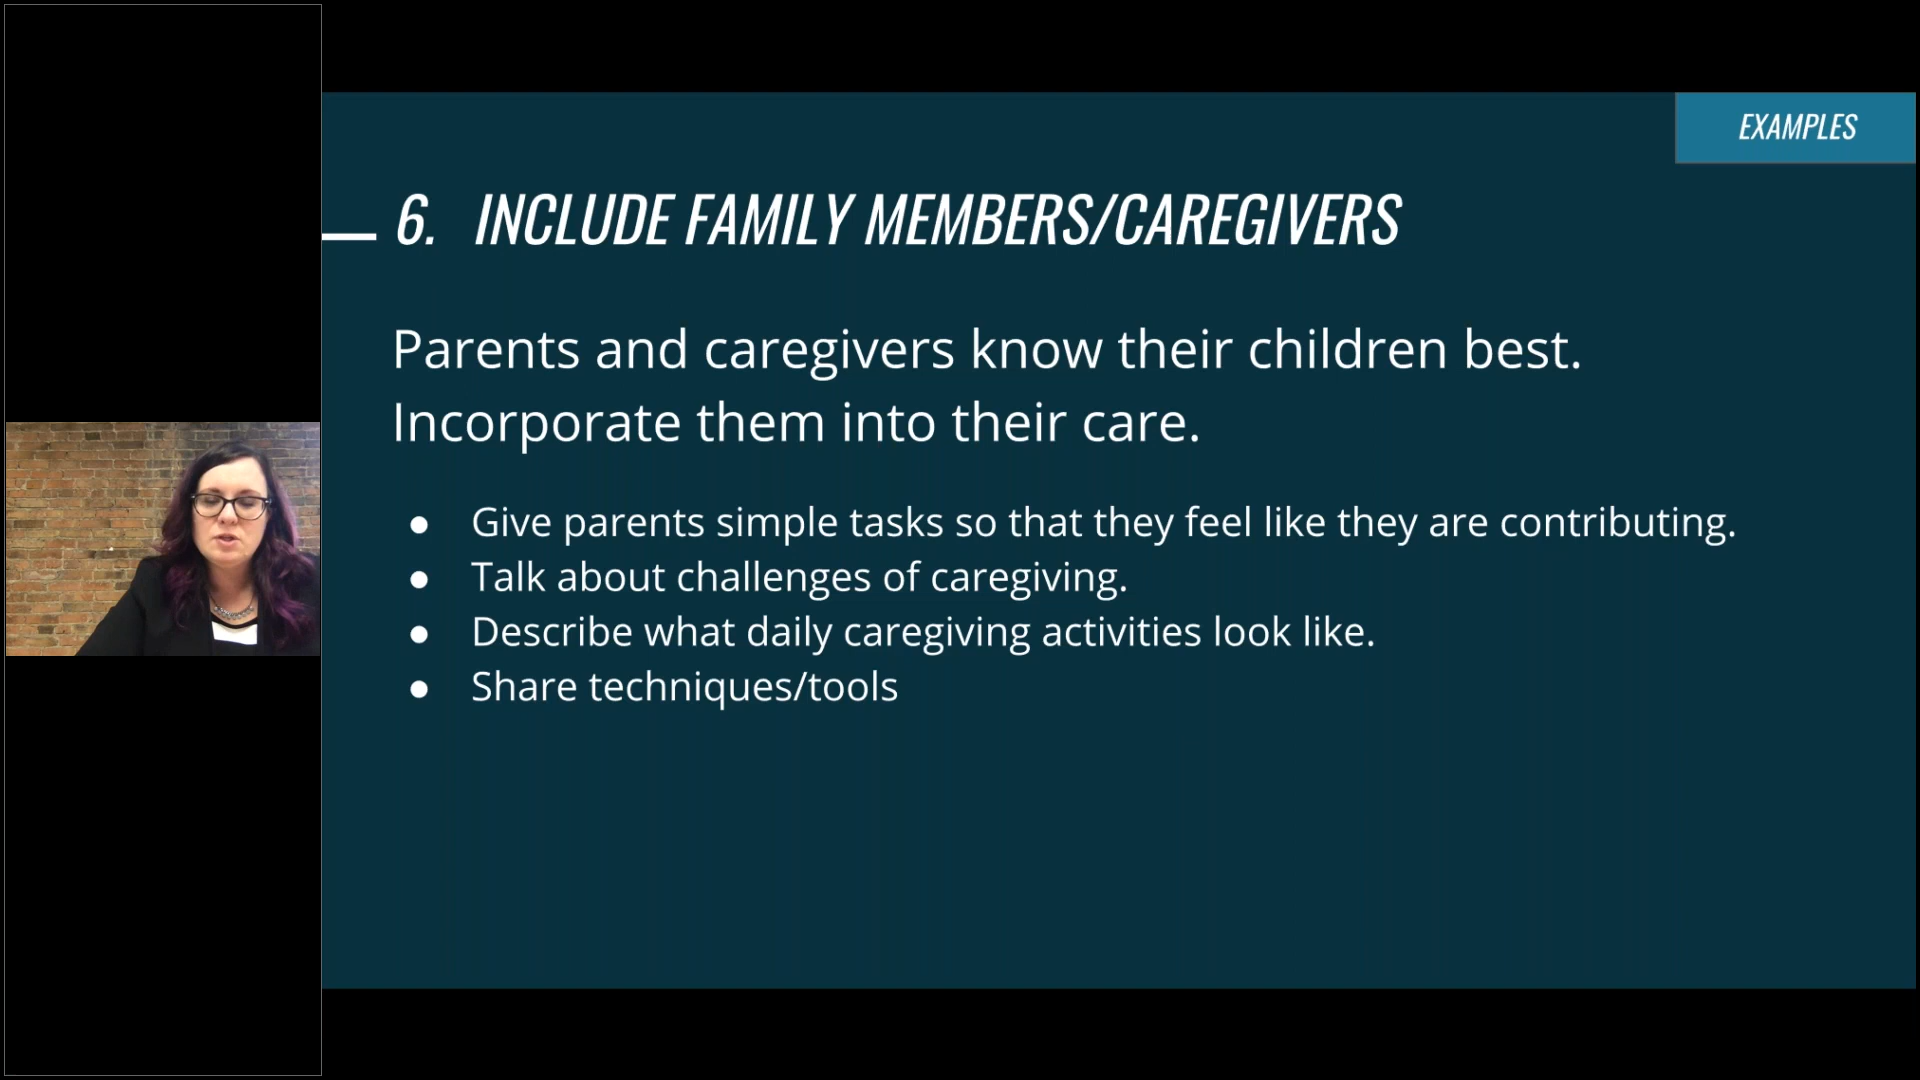 EXAMPLES
6. INCLUDE FAMILY MEMBERS/CAREGIVERS
Parents and caregivers know their children best.
Incorporate them into their care.
● Give parents simple tasks so that they feel like they are contributing.
● Talk about challenges of caregiving.
● Describe what daily caregiving activities look like.
● Share techniques/tools